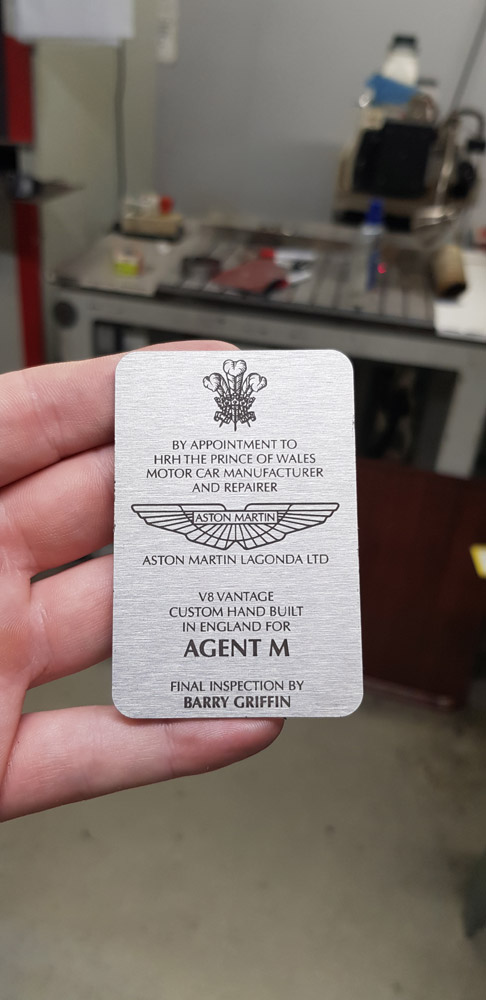 BY APPOINTMENT TO
HRH THE PRINCE OF WALES
MOTOR CAR MANUFACTURER
AND REPAIRER
ASTON MARTIN
ASTON MARTIN LAGONDA LTD
V8 VANTAGE
CUSTOM HAND BUILT
IN ENGLAND FOR
AGENT M
FINAL INSPECTION BY
BARRY GRIFFIN